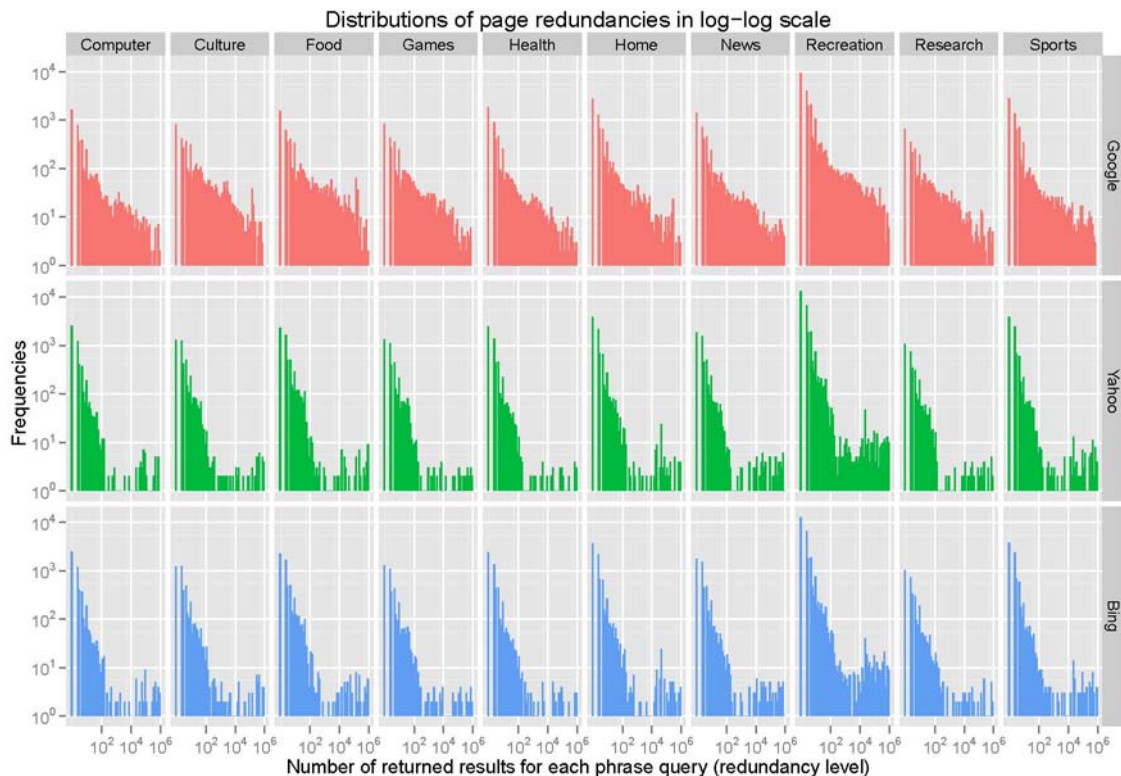 Distributions of page redundancies in log−log scale
Computer Culture Food Games Health Home News Recreation Research Sports
10⁴
10³
10²
10¹
10⁰
Google
10⁴
10³
10²
10¹
10⁰
Yahoo
Frequencies
10⁴
10³
10²
10¹
10⁰
Bing
10² 10⁴ 10⁶ 10² 10⁴ 10⁶ 10² 10⁴ 10⁶ 10² 10⁴ 10⁶ 10² 10⁴ 10⁶ 10² 10⁴ 10⁶ 10² 10⁴ 10⁶ 10² 10⁴ 10⁶ 10² 10⁴ 10⁶ 10² 10⁴ 10⁶
Number of returned results for each phrase query (redundancy level)